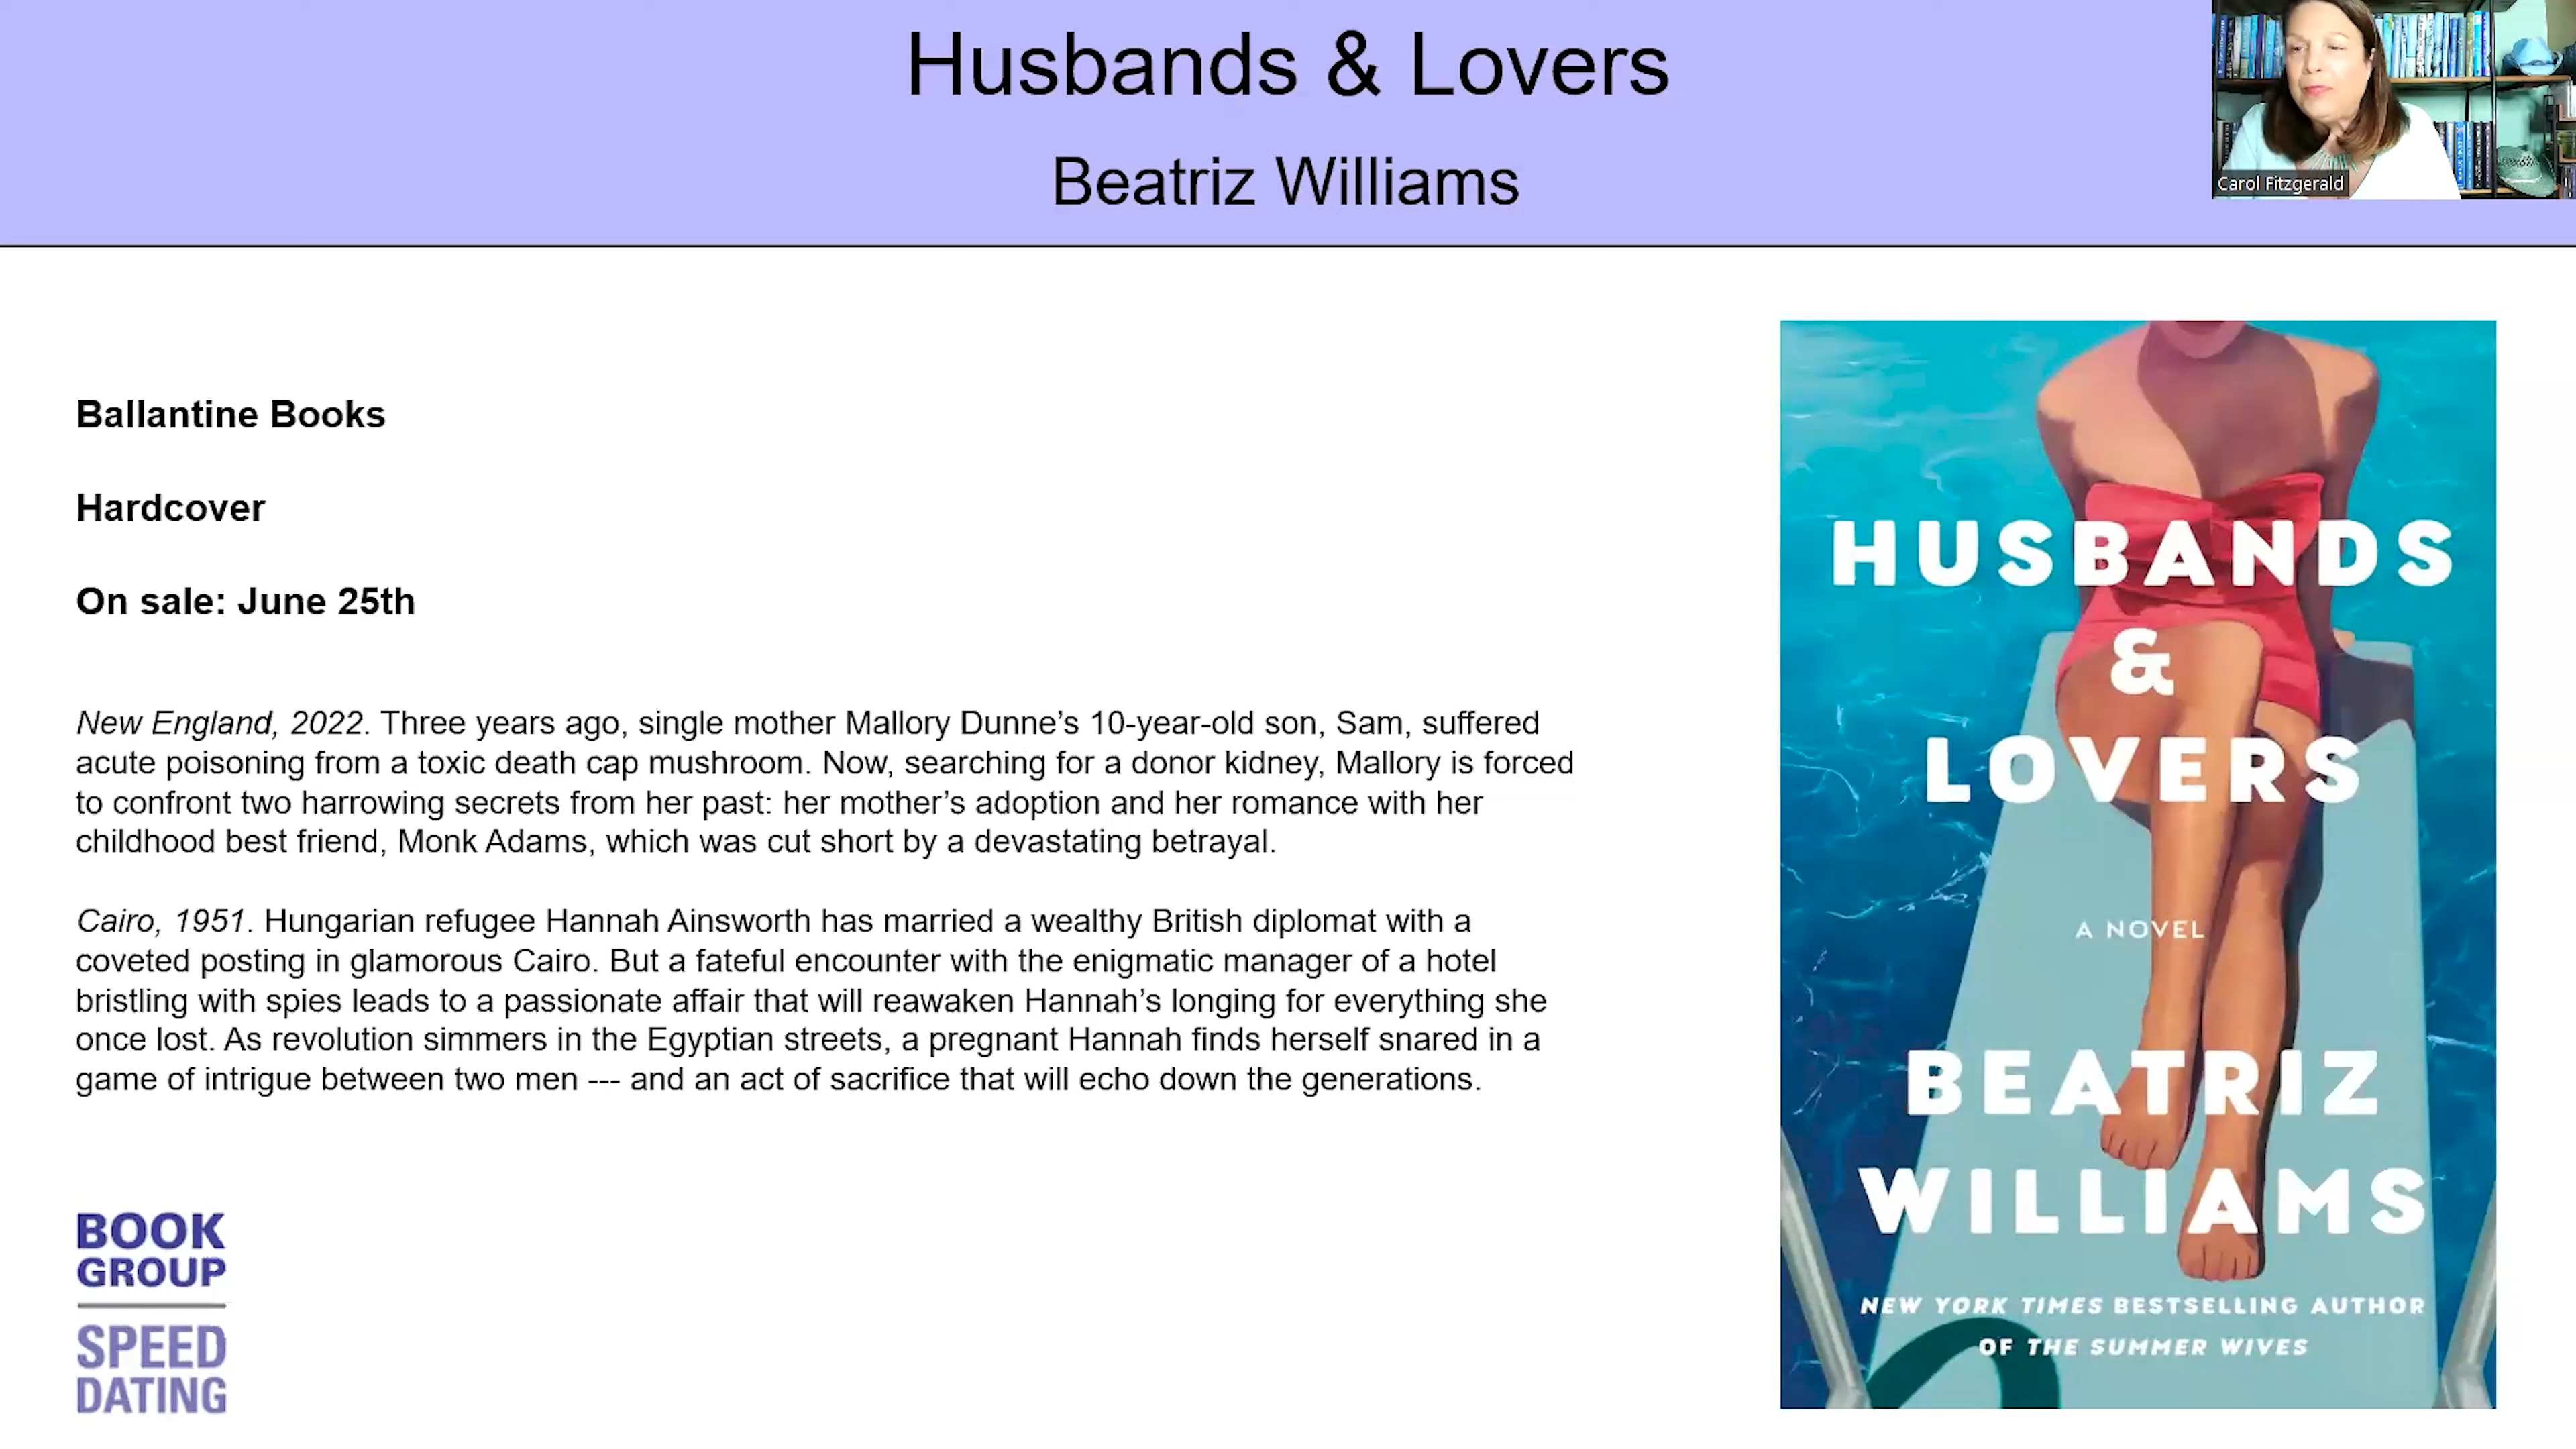 Husbands & Lovers
Beatriz Williams
Carol Fitzgerald
Ballantine Books
Hardcover
On sale: June 25th
New England, 2022. Three years ago, single mother Mallory Dunne’s 10-year-old son, Sam, suffered
acute poisoning from a toxic death cap mushroom. Now, searching for a donor kidney, Mallory is forced
to confront two harrowing secrets from her past: her mother’s adoption and her romance with her
childhood best friend, Monk Adams, which was cut short by a devastating betrayal.
Cairo, 1951. Hungarian refugee Hannah Ainsworth has married a wealthy British diplomat with a
coveted posting in glamorous Cairo. But a fateful encounter with the enigmatic manager of a hotel
bristling with spies leads to a passionate affair that will reawaken Hannah’s longing for everything she
once lost. As revolution simmers in the Egyptian streets, a pregnant Hannah finds herself snared in a
game of intrigue between two men --- and an act of sacrifice that will echo down the generations.
BOOK
GROUP
SPEED
DATING
HUSBANDS
&
LOVERS
A NOVEL
BEATRIZ
WILLIAMS
NEW YORK TIMES BESTSELLING AUTHOR
OF THE SUMMER WIVES